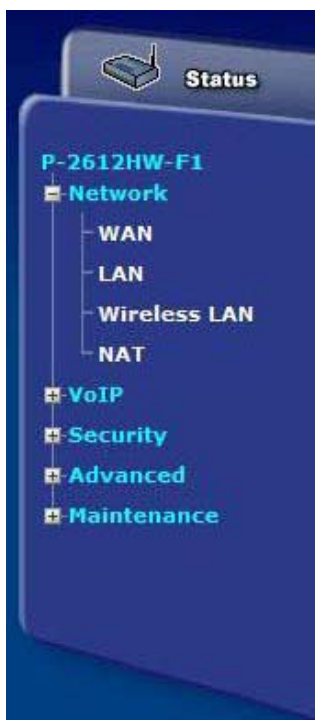 Status
P-2612HW-F1
Network
WAN
LAN
Wireless LAN
NAT
VoIP
Security
Advanced
Maintenance